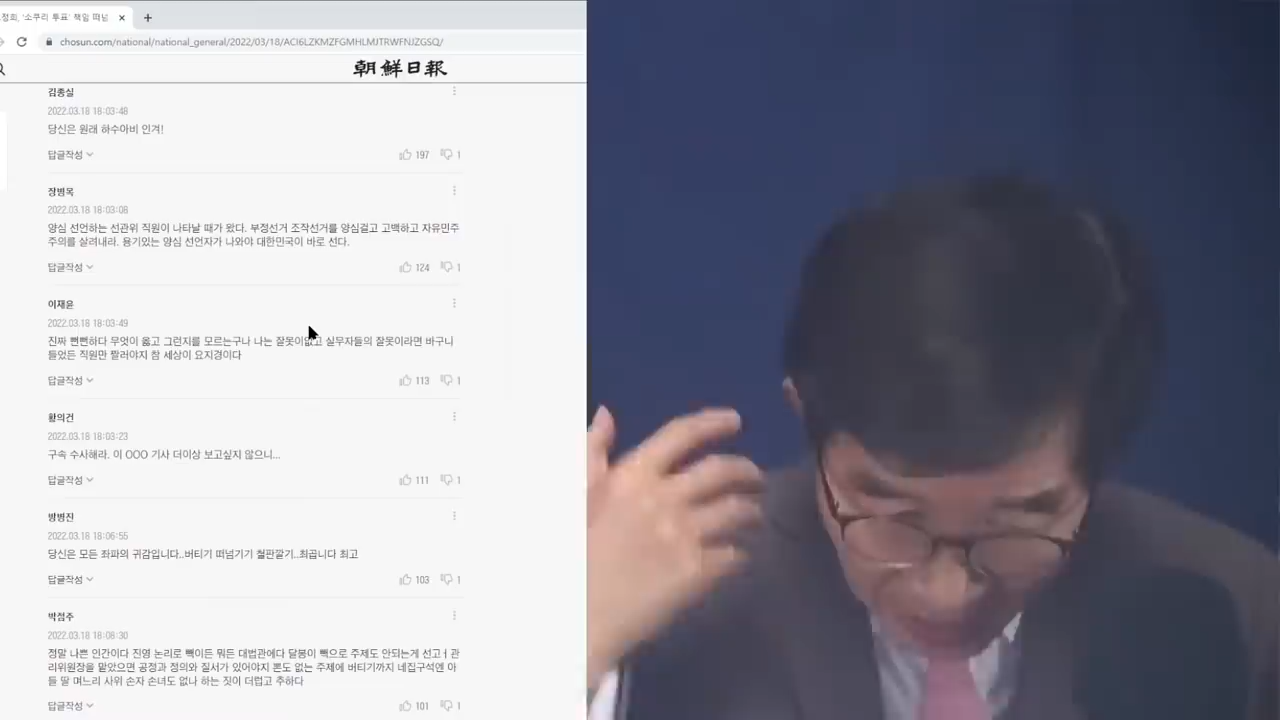 정희, '소쿠리 투표' 책임 떠넘
chosun.com/national/national_general/2022/03/18/ACI6LZKMZFGMHLMJTRWFNJZGSQ/
朝鮮日報
김종실
2022.03.18 18:03:48
당신은 원래 하수아비 인겨!
답글작성
197 1
장병옥
2022.03.18 18:03:08
양심 선언하는 선관위 직원이 나타날 때가 왔다. 부정선거 조작선거를 양심걸고 고백하고 자유민주
주의를 살려내라. 용기있는 양심 선언자가 나와야 대한민국이 바로 선다.
답글작성
124 1
이재윤
2022.03.18 18:03:49
진짜 뻔뻔하다 무엇이 옳고 그런지를 모르는구나 나는 잘못이없고 실무자들의 잘못이라면 바구니
들었든 직원만 짤러야지 참 세상이 요지경이다
답글작성
113 1
황의건
2022.03.18 18:03:23
구속 수사해라. 이 OOO 기사 더이상 보고싶지 않으니...
답글작성
111 1
방병진
2022.03.18 18:06:55
당신은 모든 좌파의 귀감입니다..버티기 떠넘기기 철판깔기..최곱니다 최고
답글작성
103 1
박점주
2022.03.18 18:08:30
정말 나쁜 인간이다 진영 논리로 빽이든 뭐든 대법관에다 달봉이 빽으로 주제도 안되는게 선고ㅓ관
리위원장을 맡았으면 공정과 정의와 질서가 있어야지 뽄도 없는 주제에 버티기까지 네집구석엔 아
들 딸 며느리 사위 손자 손녀도 없나 하는 짓이 더럽고 추하다
답글작성
101 1